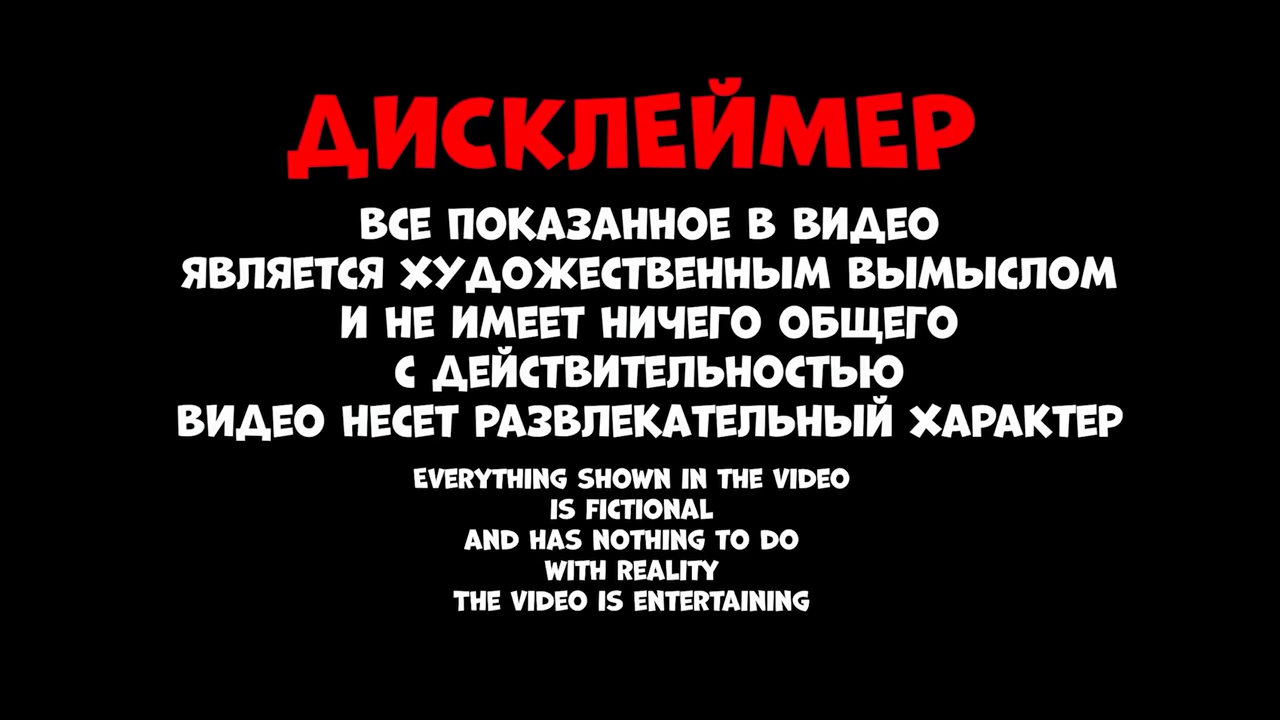 ДИСКЛЕЙМЕР
ВСЕ ПОКАЗАННОЕ В ВИДЕО
ЯВЛЯЕТСЯ ХУДОЖЕСТВЕННЫМ ВЫМЫСЛОМ
И НЕ ИМЕЕТ НИЧЕГО ОБЩЕГО
С ДЕЙСТВИТЕЛЬНОСТЬЮ
ВИДЕО НЕСЕТ РАЗВЛЕКАТЕЛЬНЫЙ ХАРАКТЕР
EVERYTHING SHOWN IN THE VIDEO
IS FICTIONAL
AND HAS NOTHING TO DO
WITH REALITY
THE VIDEO IS ENTERTAINING